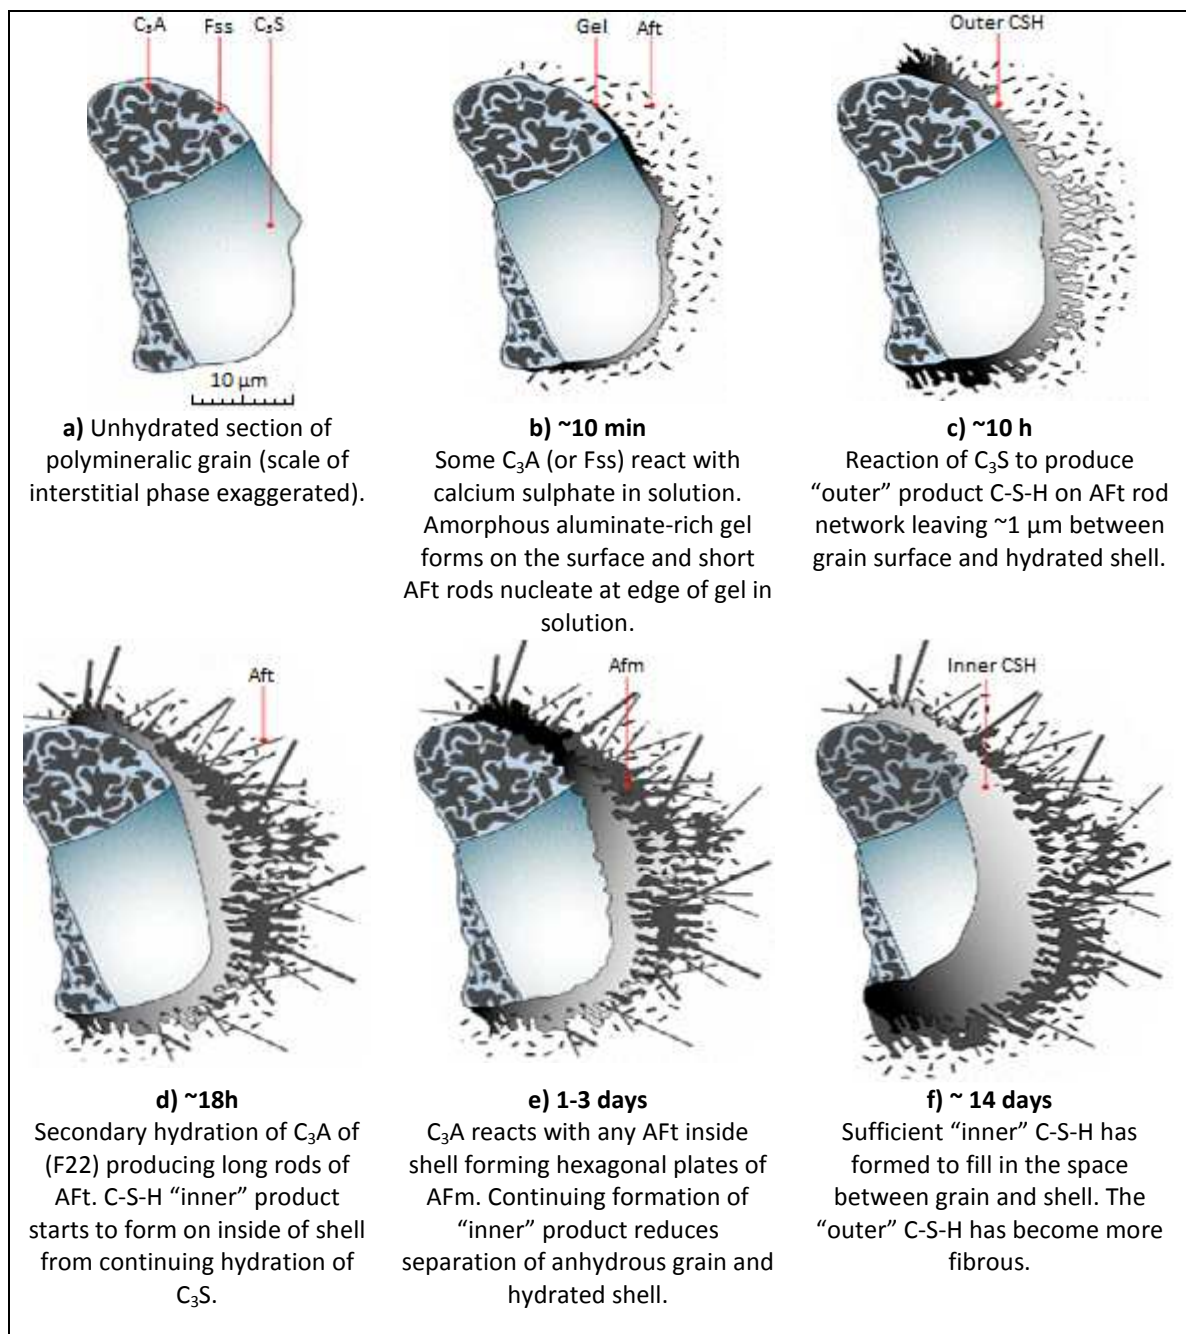 C₃A Fss C₃S
Gel Aft
Outer CSH
10 µm
a) Unhydrated section of
polymineralic grain (scale of
interstitial phase exaggerated).
b) ~10 min
Some C₃A (or Fss) react with
calcium sulphate in solution.
Amorphous aluminate-rich gel
forms on the surface and short
AFt rods nucleate at edge of gel in
solution.
c) ~10 h
Reaction of C₃S to produce
“outer” product C-S-H on AFt rod
network leaving ~1 µm between
grain surface and hydrated shell.
Aft
Afm
Inner CSH
d) ~18h
Secondary hydration of C₃A of
(F22) producing long rods of
AFt. C-S-H “inner” product
starts to form on inside of shell
from continuing hydration of
C₃S.
e) 1-3 days
C₃A reacts with any AFt inside
shell forming hexagonal plates of
AFm. Continuing formation of
“inner” product reduces
separation of anhydrous grain and
hydrated shell.
f) ~ 14 days
Sufficient “inner” C-S-H has
formed to fill in the space
between grain and shell. The
“outer” C-S-H has become more
fibrous.